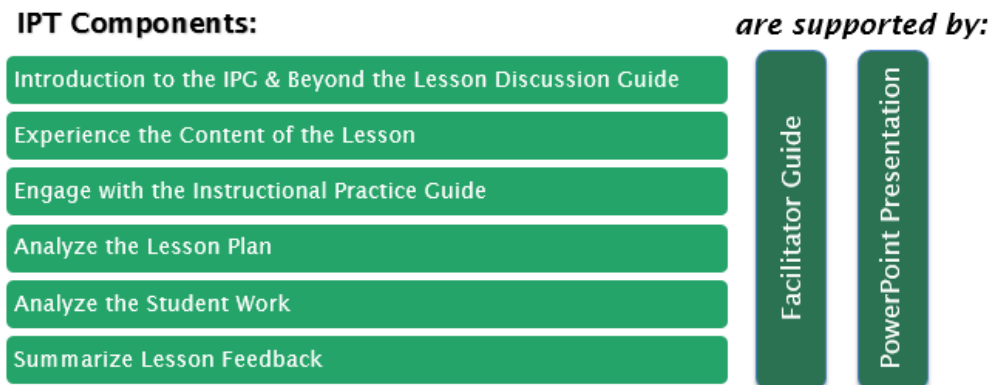 IPT Components:
are supported by:
Introduction to the IPG & Beyond the Lesson Discussion Guide
Experience the Content of the Lesson
Engage with the Instructional Practice Guide
Analyze the Lesson Plan
Analyze the Student Work
Summarize Lesson Feedback
Facilitator Guide
PowerPoint Presentation